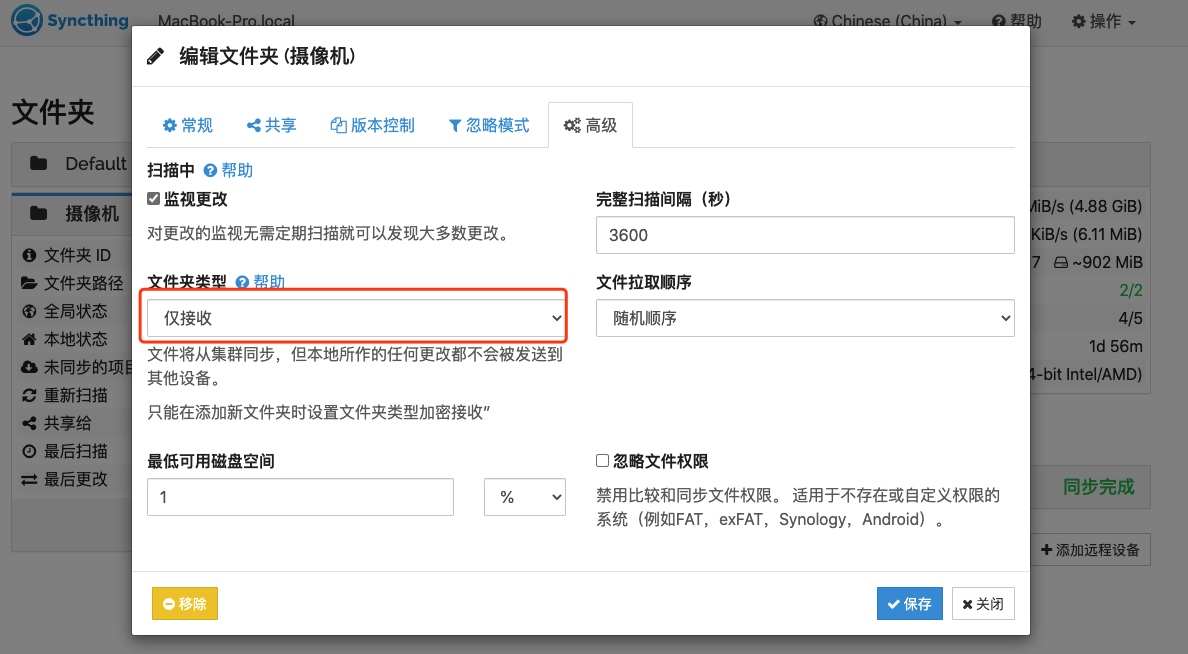 Syncthing MacBook-Pro.local Chinese (China) 帮助 操作
编辑文件夹 (摄像机)
文件夹
常规 共享 版本控制 忽略模式 高级
Default
摄像机
文件夹 ID
文件夹路径
全局状态
本地状态
未同步的项目
重新扫描
共享给
最后扫描
最后更改
扫描中 帮助
监视更改
对更改的监视无需定期扫描就可以发现大多数更改。
完整扫描间隔（秒）
3600
文件夹类型 帮助
仅接收
文件将从集群同步，但本地所作的任何更改都不会被发送到
其他设备。
只能在添加新文件夹时设置文件夹类型加密接收”
文件拉取顺序
随机顺序
最低可用磁盘空间
1 %
忽略文件权限
禁用比较和同步文件权限。 适用于不存在或自定义权限的
系统（例如FAT，exFAT，Synology，Android）。
移除 保存 关闭
MiB/s (4.88 GiB)
KiB/s (6.11 MiB)
7 ~902 MiB
2/2
4/5
1d 56m
4-bit Intel/AMD)
同步完成
添加远程设备